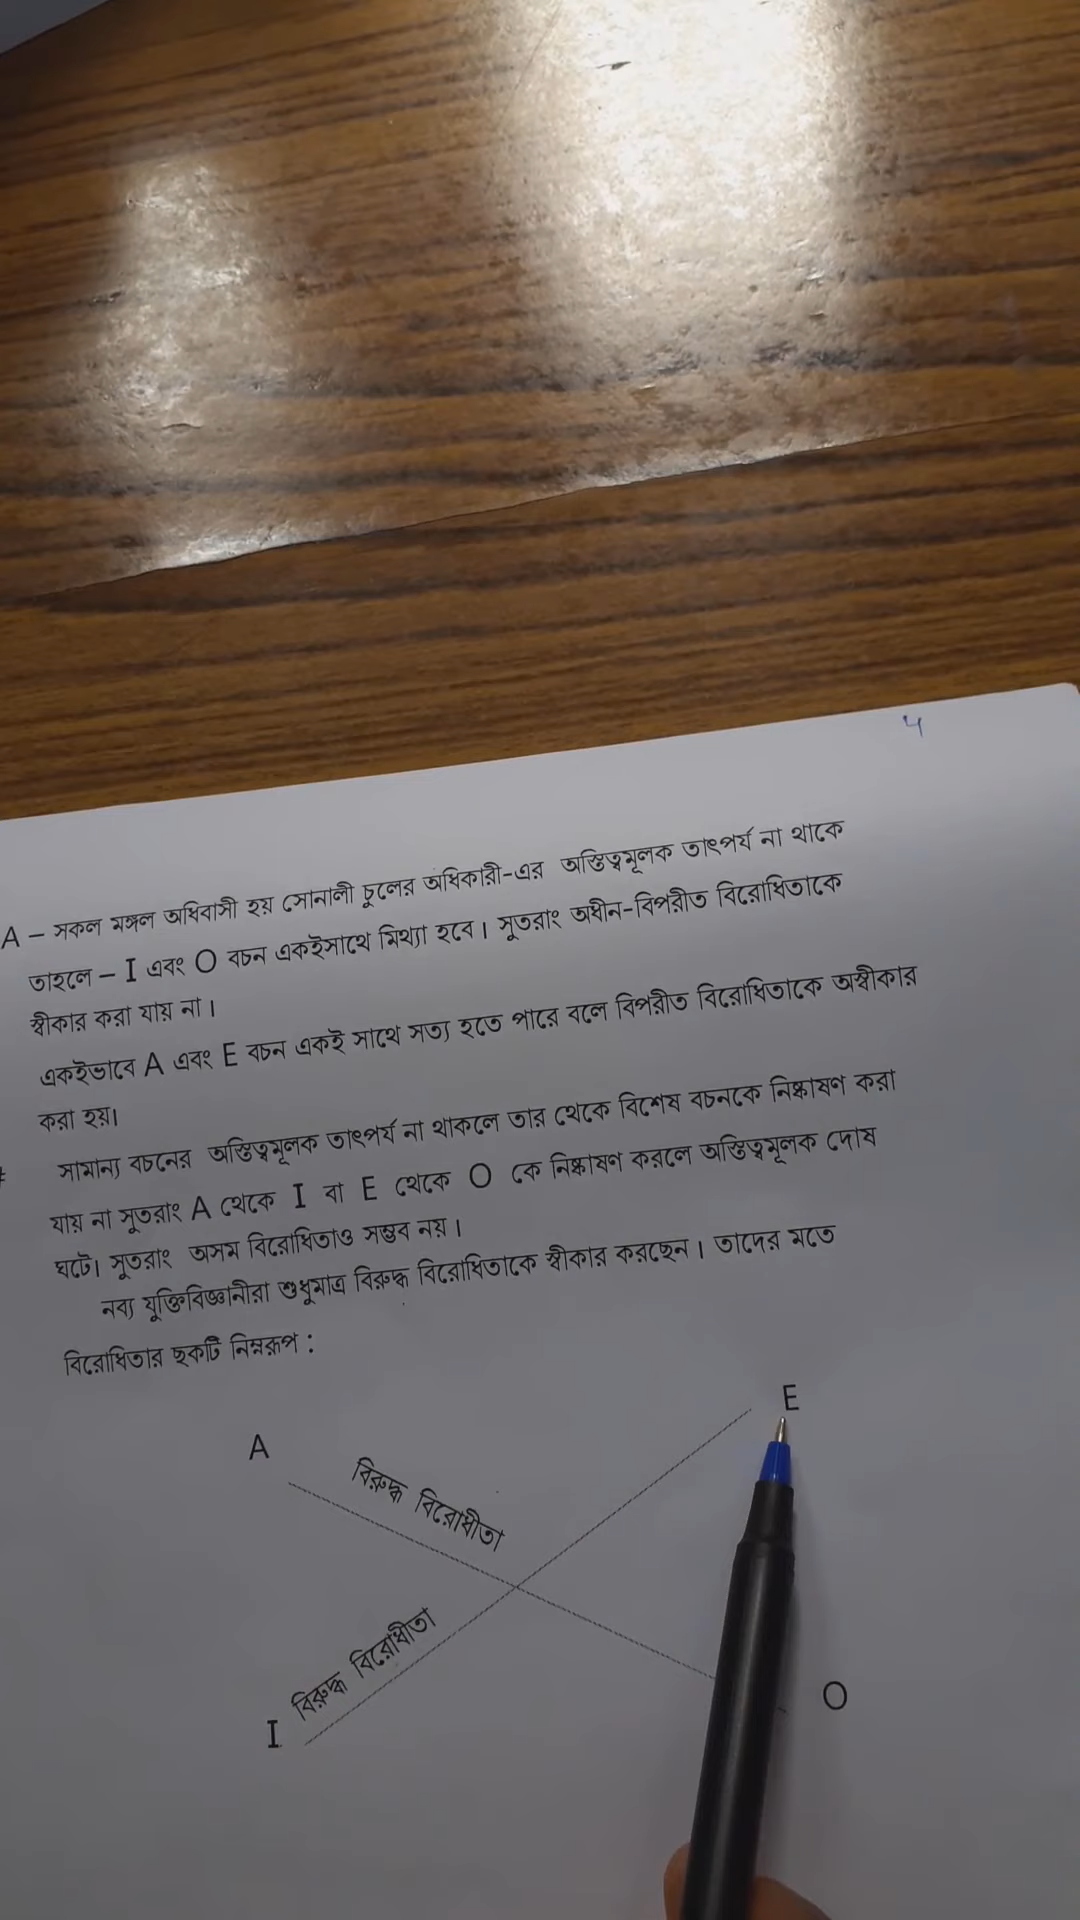 4
A – সকল মঙ্গল অধিবাসী হয় সোনালী চুলের অধিকারী-এর অস্তিত্বমূলক তাৎপর্য না থাকে
তাহলে – I এবং O বচন একইসাথে মিথ্যা হবে। সুতরাং অধীন-বিপরীত বিরোধিতাকে
স্বীকার করা যায় না।
একইভাবে A এবং E বচন একই সাথে সত্য হতে পারে বলে বিপরীত বিরোধিতাকে অস্বীকার
করা হয়।
সামান্য বচনের অস্তিত্বমূলক তাৎপর্য না থাকলে তার থেকে বিশেষ বচনকে নিষ্কাষণ করা
যায় না সুতরাং A থেকে I বা E থেকে O কে নিষ্কাষণ করলে অস্তিত্বমূলক দোষ
ঘটে। সুতরাং অসম বিরোধিতাও সম্ভব নয়।
নব্য যুক্তিবিজ্ঞানীরা শুধুমাত্র বিরুদ্ধ বিরোধিতাকে স্বীকার করছেন। তাদের মতে
বিরোধিতার ছকটি নিম্নরূপ :
E
A
বিরুদ্ধ বিরোধীতা
বিরুদ্ধ বিরোধীতা
I
O